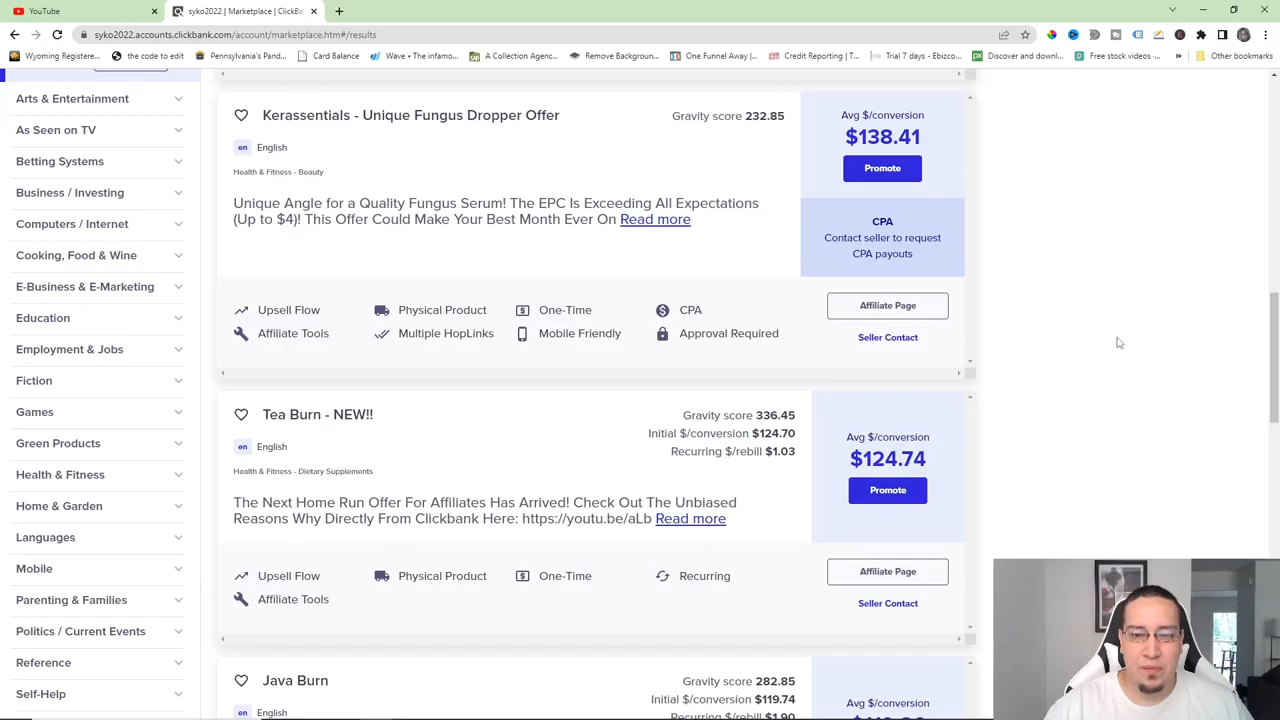 YouTube
syko2022 | Marketplace | ClickBa
syko2022.accounts.clickbank.com/account/marketplace.htm#/results
Wyoming Registere...
the code to edit
Pennsylvania's Pand...
Card Balance
Wave • The infamo...
A Collection Agenc...
Remove Backgroun...
One Funnel Away |...
Credit Reporting | T...
Trial 7 days - Ebizco...
Discover and downl...
Free stock videos -...
Other bookmarks
Arts & Entertainment
As Seen on TV
Betting Systems
Business / Investing
Computers / Internet
Cooking, Food & Wine
E-Business & E-Marketing
Education
Employment & Jobs
Fiction
Games
Green Products
Health & Fitness
Home & Garden
Languages
Mobile
Parenting & Families
Politics / Current Events
Reference
Self-Help
Kerassentials - Unique Fungus Dropper Offer
Gravity score 232.85
en English
Health & Fitness - Beauty
Unique Angle for a Quality Fungus Serum! The EPC Is Exceeding All Expectations
(Up to $4)! This Offer Could Make Your Best Month Ever On Read more
Avg $/conversion
$138.41
Promote
CPA
Contact seller to request
CPA payouts
Upsell Flow
Physical Product
One-Time
CPA
Affiliate Tools
Multiple HopLinks
Mobile Friendly
Approval Required
Affiliate Page
Seller Contact
Tea Burn - NEW!!
Gravity score 336.45
Initial $/conversion $124.70
Recurring $/rebill $1.03
en English
Health & Fitness - Dietary Supplements
The Next Home Run Offer For Affiliates Has Arrived! Check Out The Unbiased
Reasons Why Directly From Clickbank Here: https://youtu.be/aLb Read more
Avg $/conversion
$124.74
Promote
Upsell Flow
Physical Product
One-Time
Recurring
Affiliate Tools
Affiliate Page
Seller Contact
Java Burn
Gravity score 282.85
Initial $/conversion $119.74
Recurring $/rebill $1.90
en English
Avg $/conversion